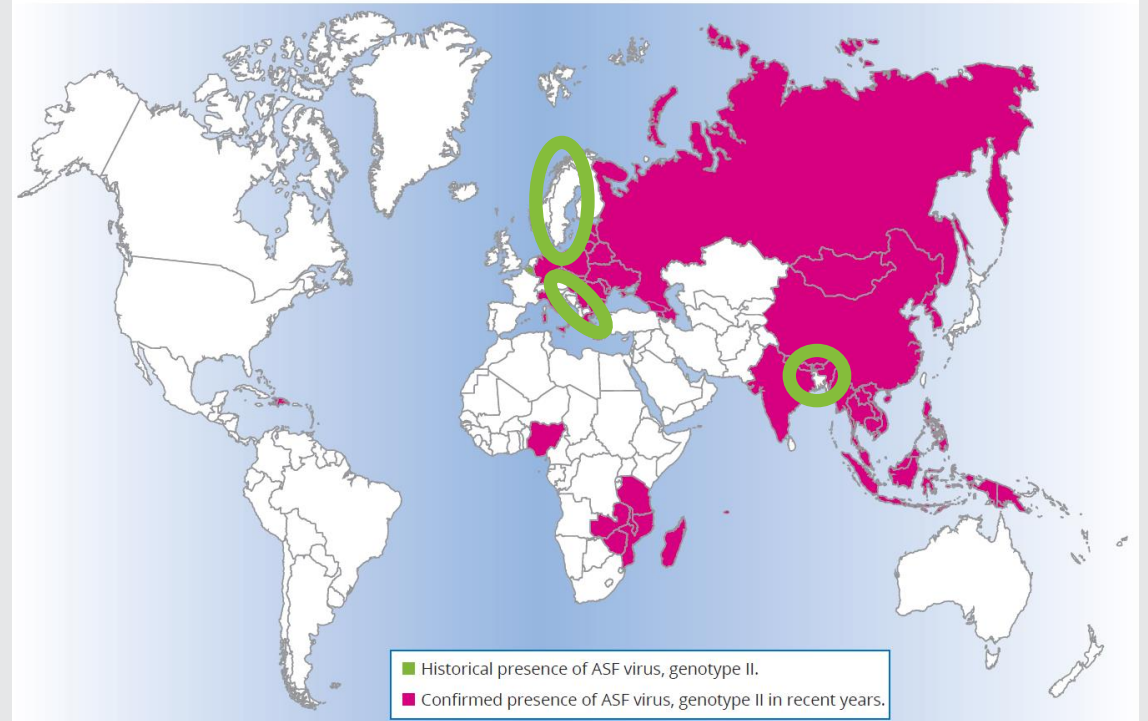 Historical presence of ASF virus, genotype II.
Confirmed presence of ASF virus, genotype II in recent years.